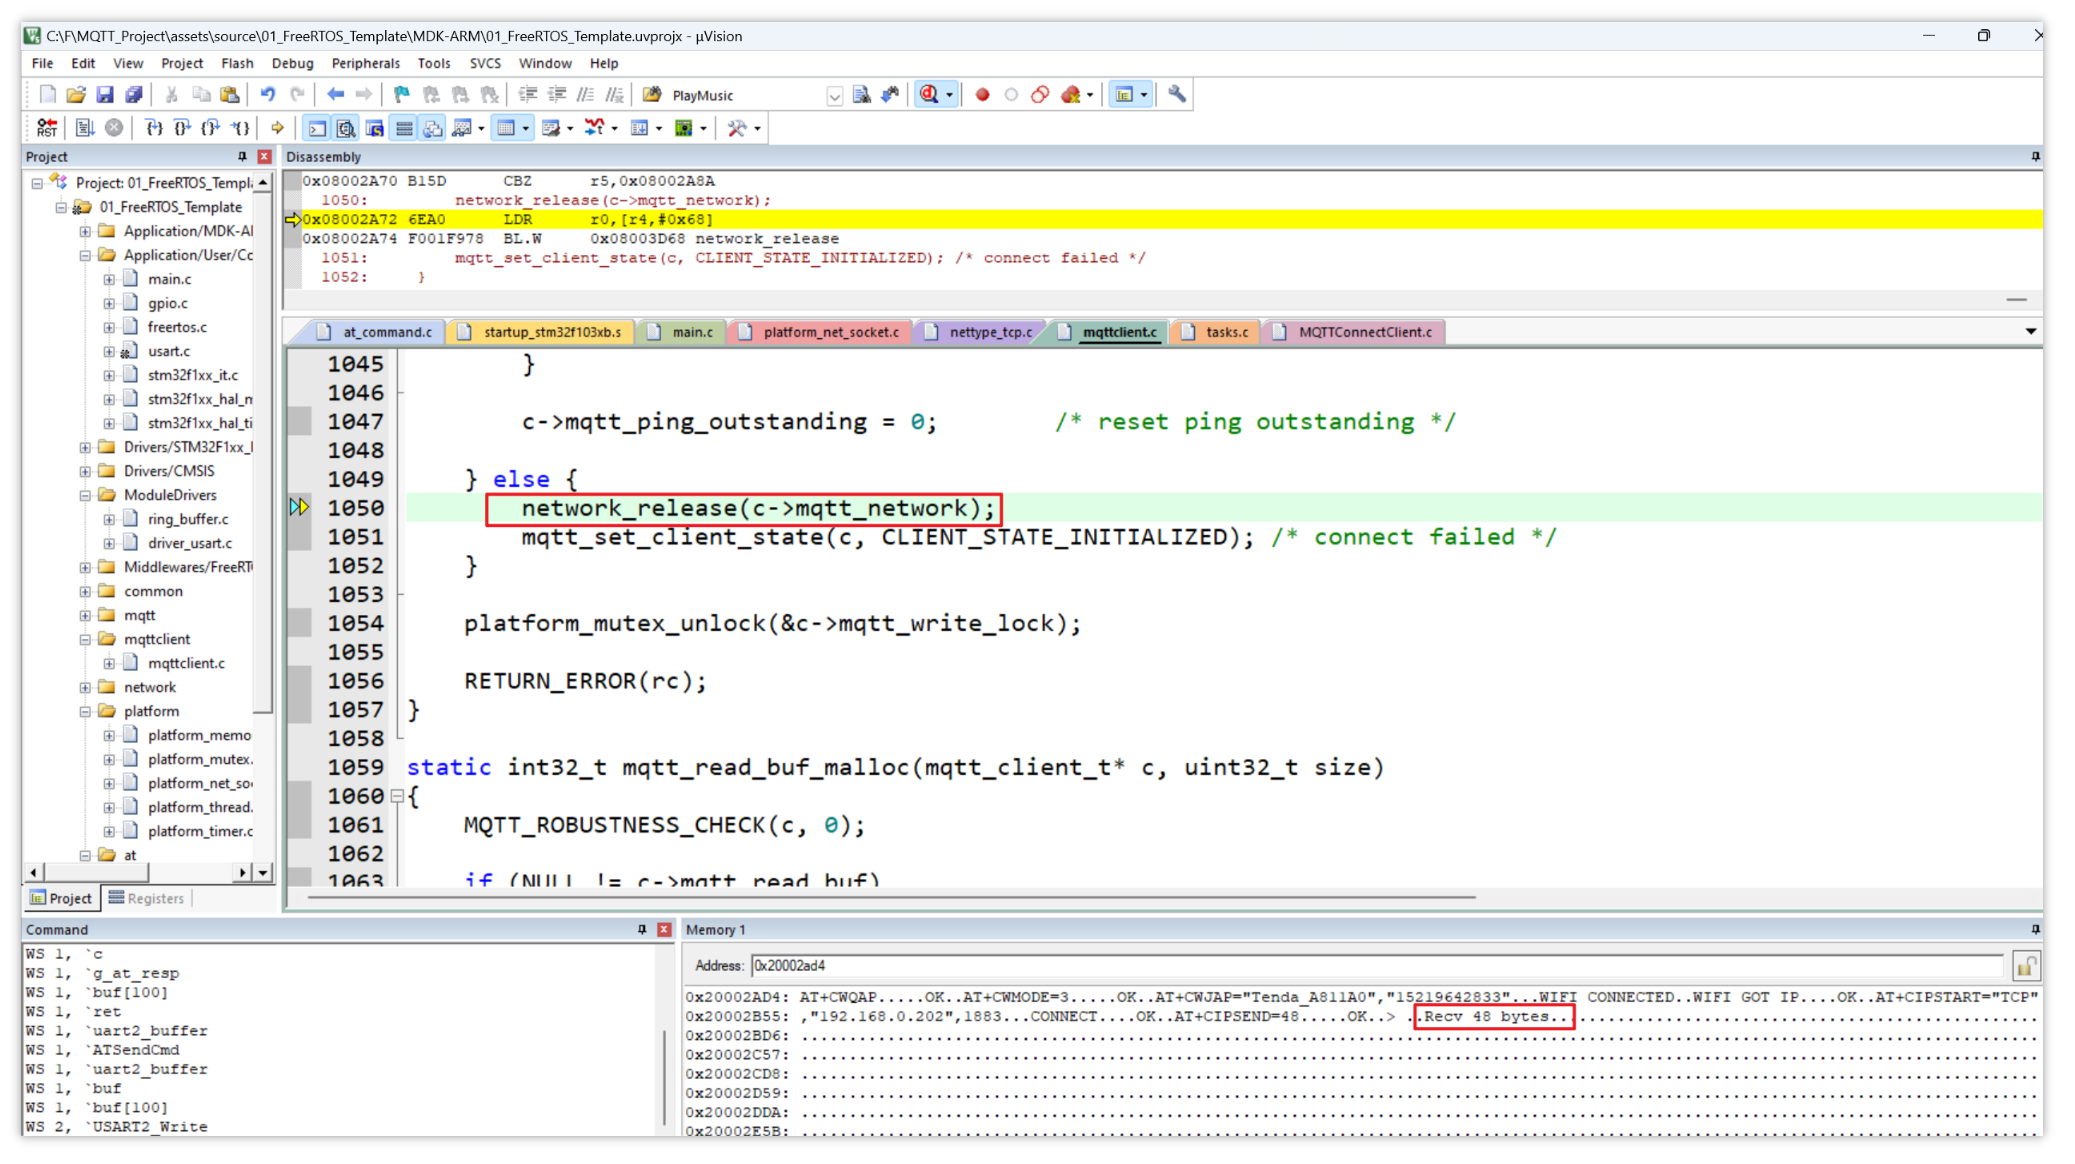 C:\F\MQTT_Project\assets\source\01_FreeRTOS_Template\MDK-ARM\01_FreeRTOS_Template.uvprojx - µVision
File Edit View Project Flash Debug Peripherals Tools SVCS Window Help
PlayMusic
RST
Project
Project: 01_FreeRTOS_Templ
01_FreeRTOS_Template
Application/MDK-AI
Application/User/Co
main.c
gpio.c
freertos.c
usart.c
stm32f1xx_it.c
stm32f1xx_hal_m
stm32f1xx_hal_ti
Drivers/STM32F1xx_
Drivers/CMSIS
ModuleDrivers
ring_buffer.c
driver_usart.c
Middlewares/FreeRT
common
mqtt
mqttclient
mqttclient.c
network
platform
platform_memo
platform_mutex.
platform_net_so
platform_thread.
platform_timer.c
at
Project Registers
Disassembly
0x08002A70 B15D CBZ r5,0x08002A8A
1050: network_release(c->mqtt_network);
0x08002A72 6EA0 LDR r0,[r4,#0x68]
0x08002A74 F001F978 BL.W 0x08003D68 network_release
1051: mqtt_set_client_state(c, CLIENT_STATE_INITIALIZED); /* connect failed */
1052: }
at_command.c startup_stm32f103xb.s main.c platform_net_socket.c nettype_tcp.c mqttclient.c tasks.c MQTTConnectClient.c
1045 }
1046
1047 c->mqtt_ping_outstanding = 0; /* reset ping outstanding */
1048
1049 } else {
1050 network_release(c->mqtt_network);
1051 mqtt_set_client_state(c, CLIENT_STATE_INITIALIZED); /* connect failed */
1052 }
1053
1054 platform_mutex_unlock(&c->mqtt_write_lock);
1055
1056 RETURN_ERROR(rc);
1057 }
1058
1059 static int32_t mqtt_read_buf_malloc(mqtt_client_t* c, uint32_t size)
1060 {
1061 MQTT_ROBUSTNESS_CHECK(c, 0);
1062
1063 if (NULL != c->mqtt_read_buf)
Command
WS 1, `c
WS 1, `g_at_resp
WS 1, `buf[100]
WS 1, `ret
WS 1, `uart2_buffer
WS 1, `ATSendCmd
WS 1, `uart2_buffer
WS 1, `buf
WS 1, `buf[100]
WS 2, `USART2_Write
Memory 1
Address: 0x20002ad4
0x20002AD4: AT+CWQAP.....OK..AT+CWMODE=3.....OK..AT+CWJAP="Tenda_A811A0","15219642833"...WIFI CONNECTED..WIFI GOT IP....OK..AT+CIPSTART="TCP"
0x20002B55: ,"192.168.0.202",1883...CONNECT....OK..AT+CIPSEND=48.....OK..> ..Recv 48 bytes..
0x20002BD6:
0x20002C57:
0x20002CD8:
0x20002D59:
0x20002DDA:
0x20002E5B: